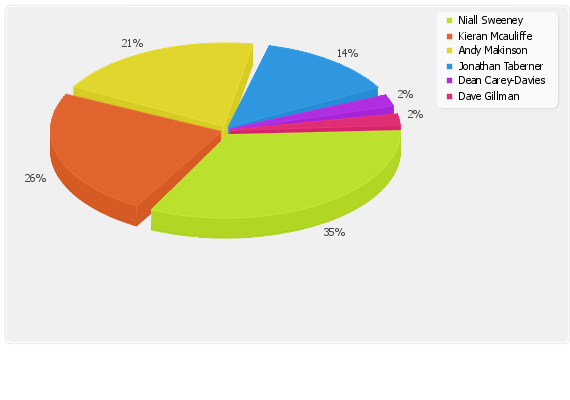 Niall Sweeney
Kieran Mcauliffe
Andy Makinson
Jonathan Taberner
Dean Carey-Davies
Dave Gillman
21%
14%
2%
2%
26%
35%